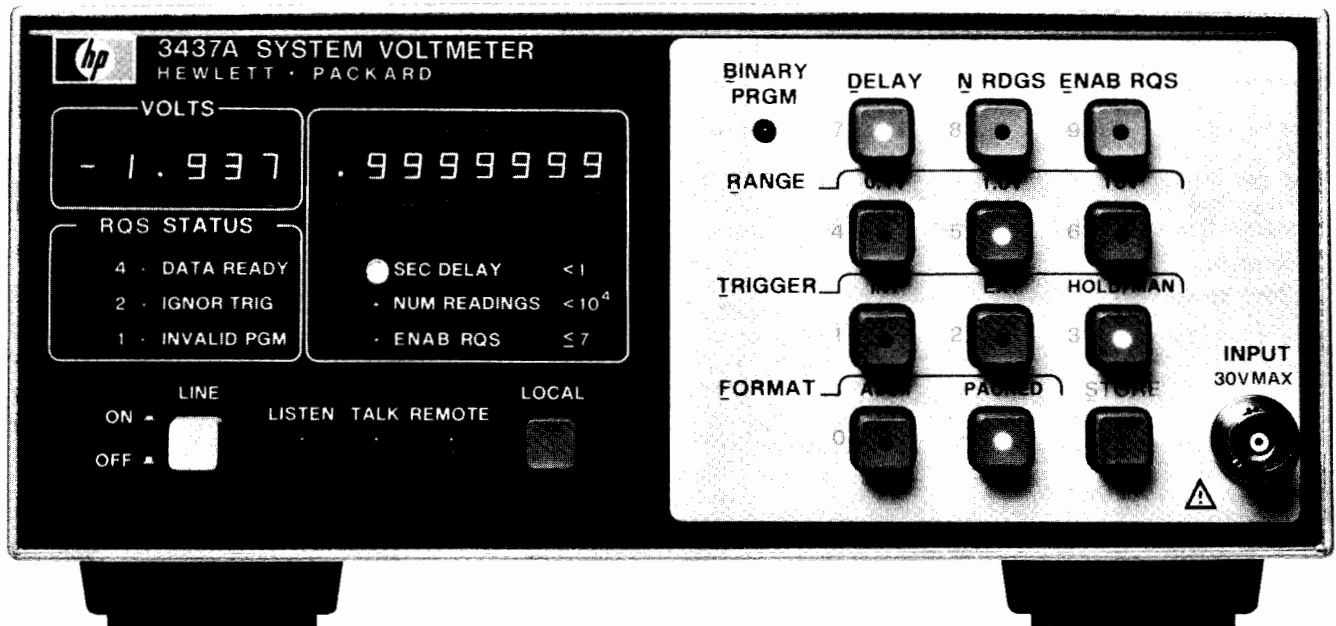 hp
3437A SYSTEM VOLTMETER
HEWLETT · PACKARD
VOLTS
-1.937
.9999999
RQS STATUS
4 · DATA READY
2 · IGNOR TRIG
1 · INVALID PGM
SEC DELAY <1
· NUM READINGS <10⁴
· ENAB RQS ≤7
LINE
ON
OFF
LISTEN TALK REMOTE
LOCAL
BINARY
PRGM
DELAY N RDGS ENAB RQS
7 8 9
RANGE
4 5 6
TRIGGER HOLD/MAN
1 2 3
FORMAT PACKED STORE
0
INPUT
30V MAX